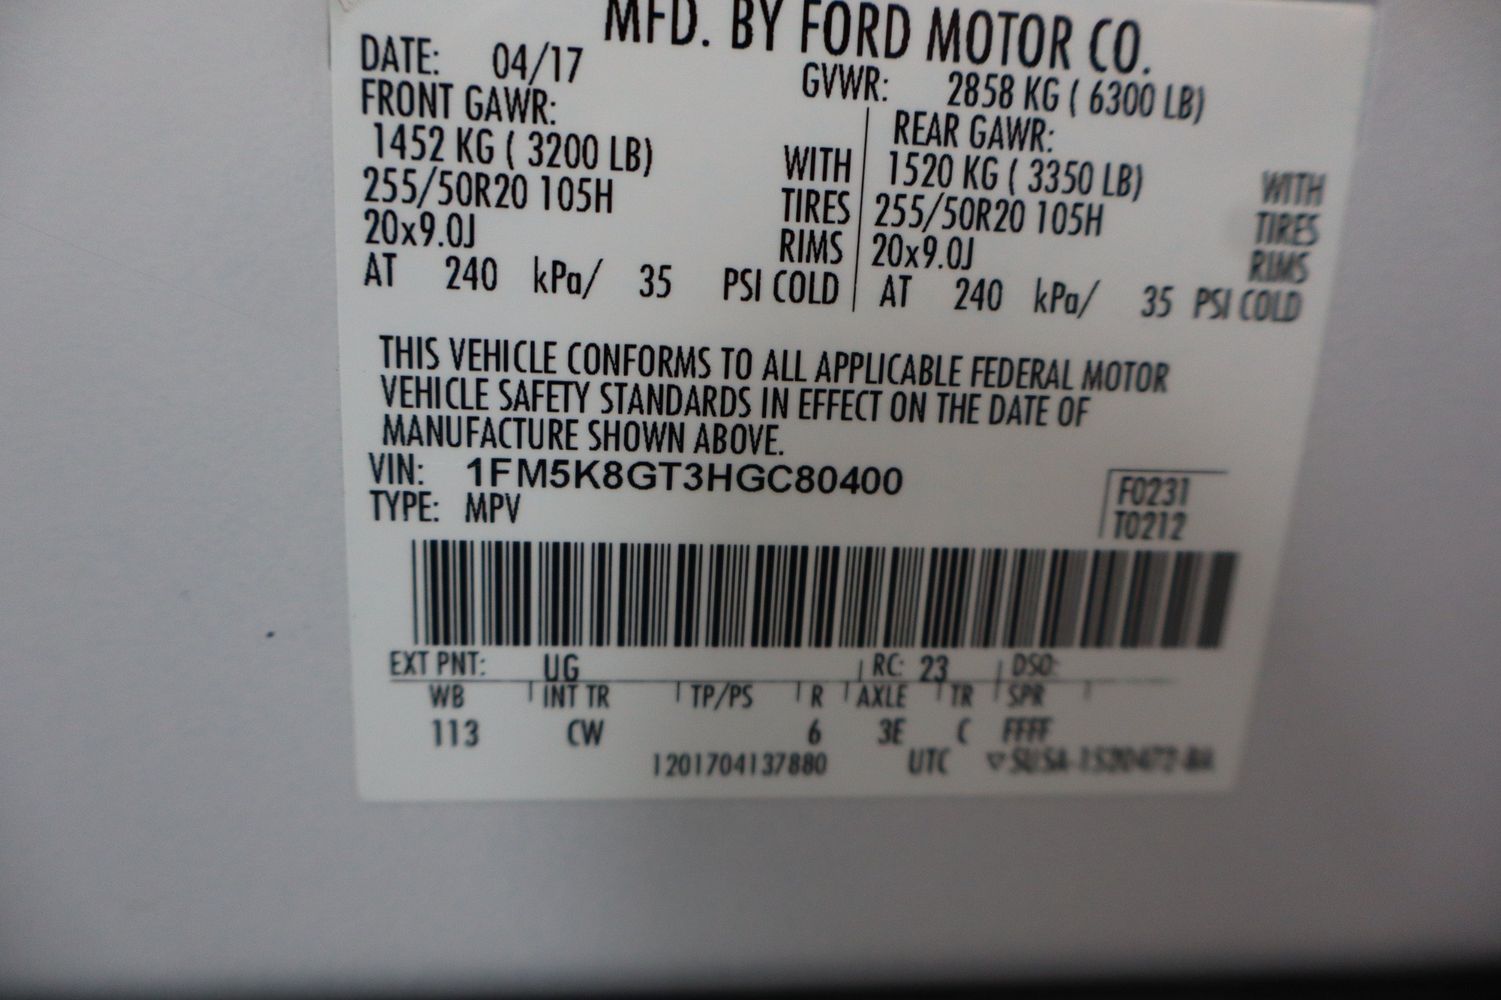 MFD. BY FORD MOTOR CO.
DATE: 04/17 GVWR: 2858 KG ( 6300 LB)
FRONT GAWR: REAR GAWR:
1452 KG ( 3200 LB) WITH 1520 KG ( 3350 LB) WITH
255/50R20 105H TIRES 255/50R20 105H TIRES
20x9.0J RIMS 20x9.0J RIMS
AT 240 kPa/ 35 PSI COLD AT 240 kPa/ 35 PSI COLD
THIS VEHICLE CONFORMS TO ALL APPLICABLE FEDERAL MOTOR
VEHICLE SAFETY STANDARDS IN EFFECT ON THE DATE OF
MANUFACTURE SHOWN ABOVE.
VIN: 1FM5K8GT3HGC80400
TYPE: MPV
F0231
T0212
EXT PNT: UG RC: 23 DSO:
WB INT TR TP/PS R AXLE TR SPR
113 CW 6 3E C FFFF
1201704137880 UTC